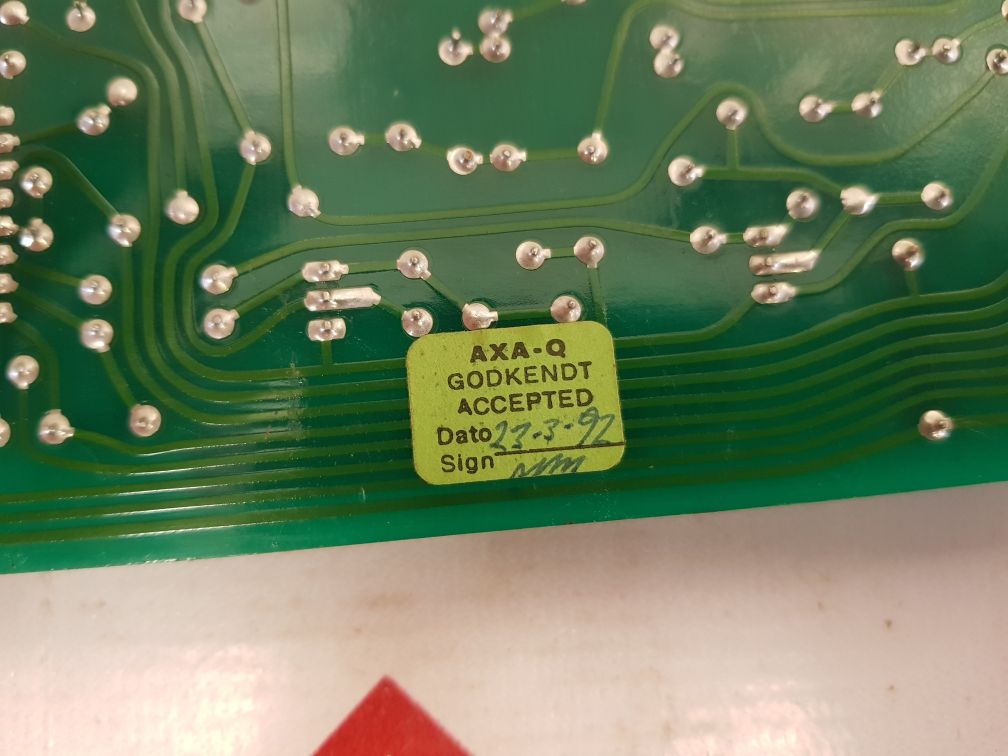 AXA-Q
GODKENDT
ACCEPTED
Dato 23-3-92
Sign